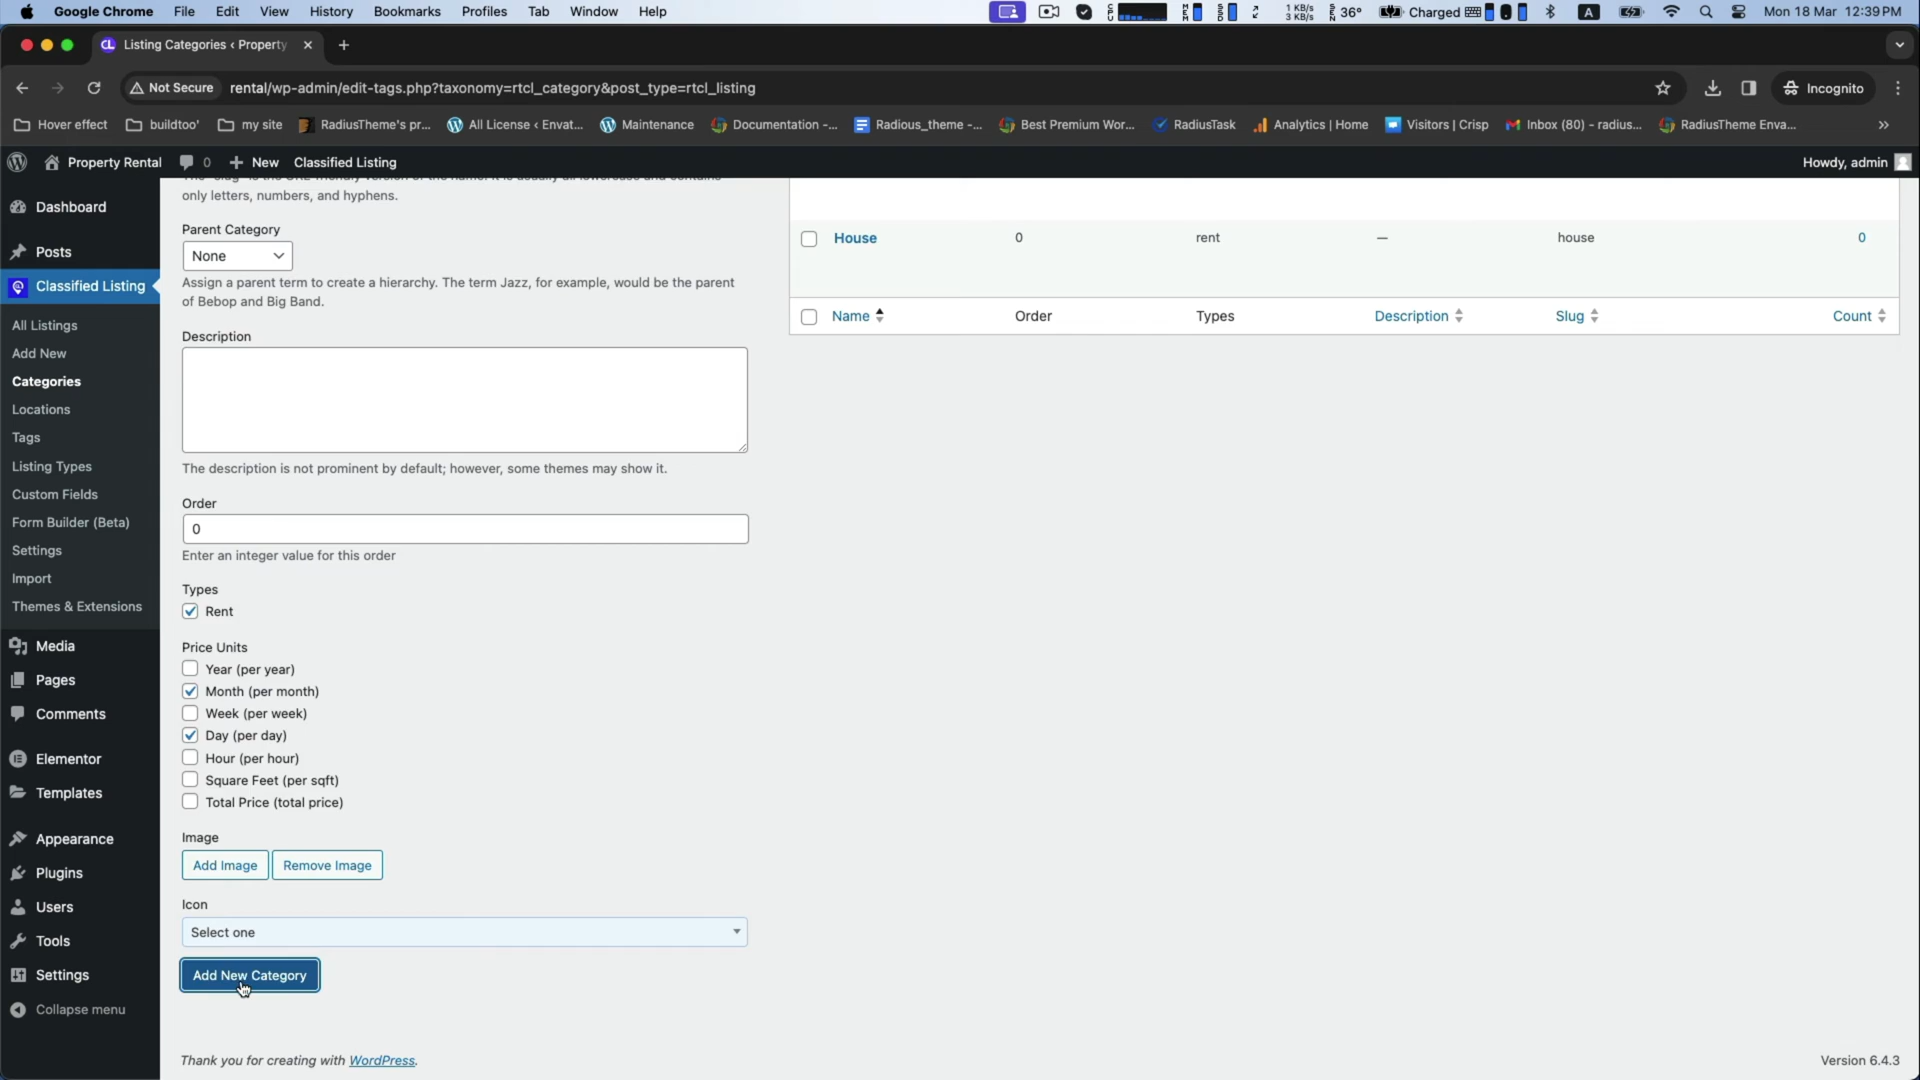 Google Chrome File Edit View History Bookmarks Profiles Tab Window Help
1 KB/s
3 KB/s
36°
Charged
A
Mon 18 Mar 12:39 PM
Listing Categories ‹ Property
Not Secure
rental/wp-admin/edit-tags.php?taxonomy=rtcl_category&post_type=rtcl_listing
Incognito
Hover effect
buildtoo'
my site
RadiusTheme's pr...
All License ‹ Envat...
Maintenance
Documentation -...
Radious_theme -...
Best Premium Wor...
RadiusTask
Analytics | Home
Visitors | Crisp
Inbox (80) - radius...
RadiusTheme Enva...
Property Rental
0
New
Classified Listing
Howdy, admin
Dashboard
Posts
Classified Listing
All Listings
Add New
Categories
Locations
Tags
Listing Types
Custom Fields
Form Builder (Beta)
Settings
Import
Themes & Extensions
Media
Pages
Comments
Elementor
Templates
Appearance
Plugins
Users
Tools
Settings
Collapse menu
only letters, numbers, and hyphens.
Parent Category
None
Assign a parent term to create a hierarchy. The term Jazz, for example, would be the parent
of Bebop and Big Band.
Description
The description is not prominent by default; however, some themes may show it.
Order
0
Enter an integer value for this order
Types
Rent
Price Units
Year (per year)
Month (per month)
Week (per week)
Day (per day)
Hour (per hour)
Square Feet (per sqft)
Total Price (total price)
Image
Add Image
Remove Image
Icon
Select one
Add New Category
House 0 rent — house 0
Name Order Types Description Slug Count
Thank you for creating with WordPress.
Version 6.4.3